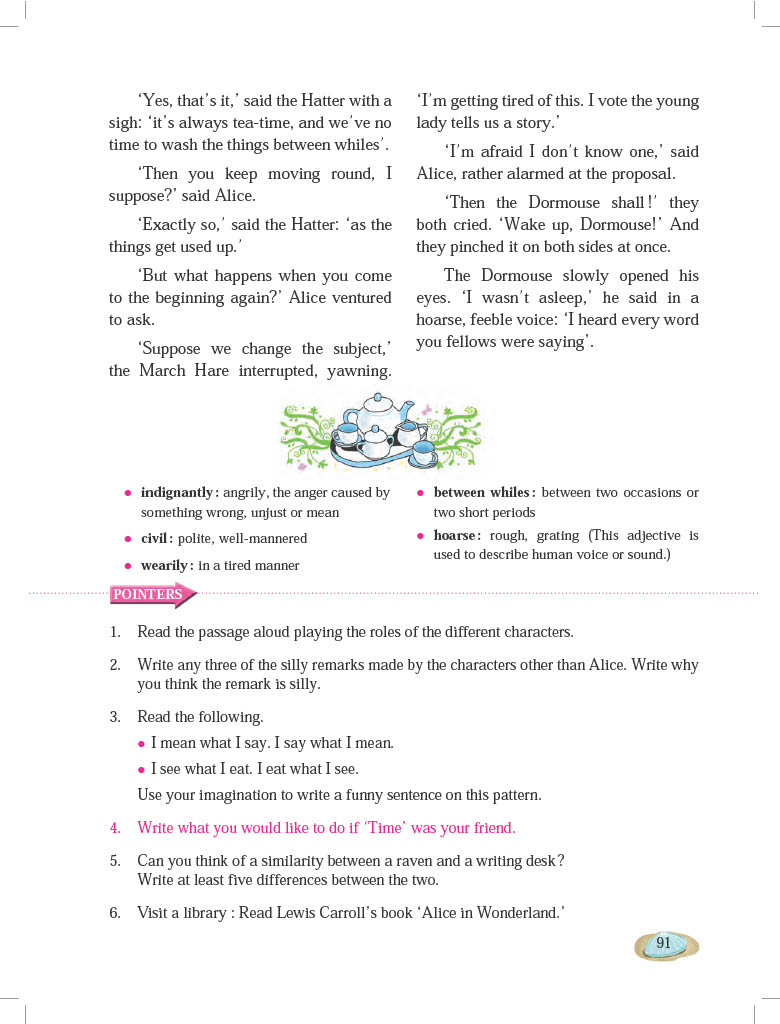 ‘Yes, that’s it,’ said the Hatter with a
sigh: ‘it’s always tea-time, and we’ve no
time to wash the things between whiles’.
‘Then you keep moving round, I
suppose?’ said Alice.
‘Exactly so,’ said the Hatter: ‘as the
things get used up.’
‘But what happens when you come
to the beginning again?’ Alice ventured
to ask.
‘Suppose we change the subject,’
the March Hare interrupted, yawning.
‘I’m getting tired of this. I vote the young
lady tells us a story.’
‘I’m afraid I don’t know one,’ said
Alice, rather alarmed at the proposal.
‘Then the Dormouse shall!’ they
both cried. ‘Wake up, Dormouse!’ And
they pinched it on both sides at once.
The Dormouse slowly opened his
eyes. ‘I wasn’t asleep,’ he said in a
hoarse, feeble voice: ‘I heard every word
you fellows were saying’.
• indignantly : angrily, the anger caused by
something wrong, unjust or mean
• civil : polite, well-mannered
• wearily : in a tired manner
• between whiles : between two occasions or
two short periods
• hoarse : rough, grating (This adjective is
used to describe human voice or sound.)
POINTERS
1. Read the passage aloud playing the roles of the different characters.
2. Write any three of the silly remarks made by the characters other than Alice. Write why
you think the remark is silly.
3. Read the following.
• I mean what I say. I say what I mean.
• I see what I eat. I eat what I see.
Use your imagination to write a funny sentence on this pattern.
4. Write what you would like to do if ‘Time’ was your friend.
5. Can you think of a similarity between a raven and a writing desk?
Write at least five differences between the two.
6. Visit a library : Read Lewis Carroll’s book ‘Alice in Wonderland.’
91